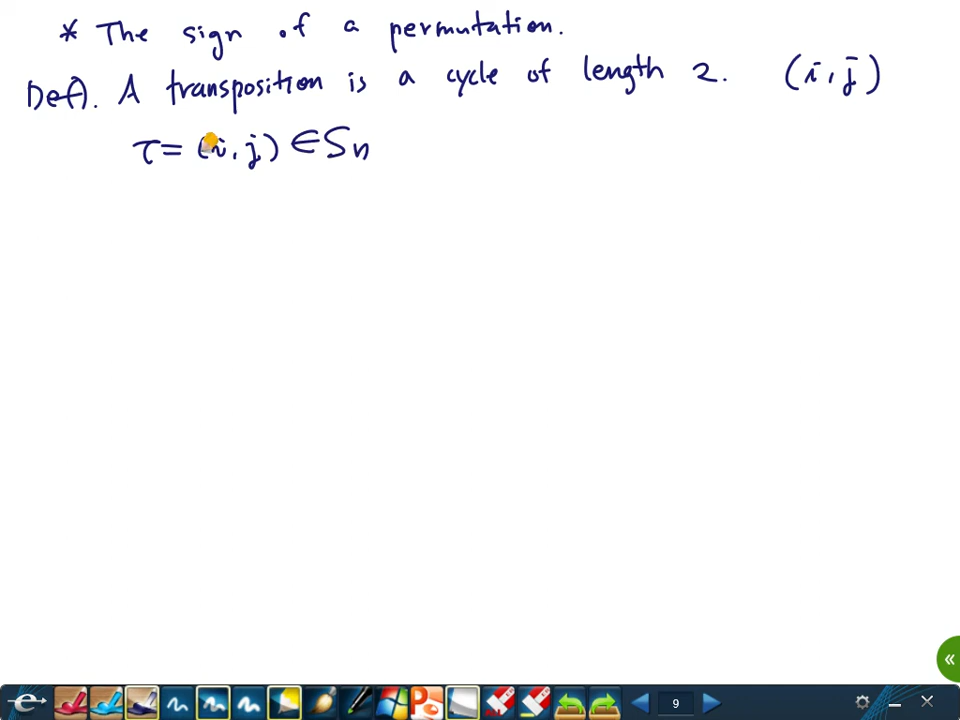 * The sign of a permutation.
Def). A transposition is a cycle of length 2. (i, j)
τ = (i, j) ∈ Sn
9